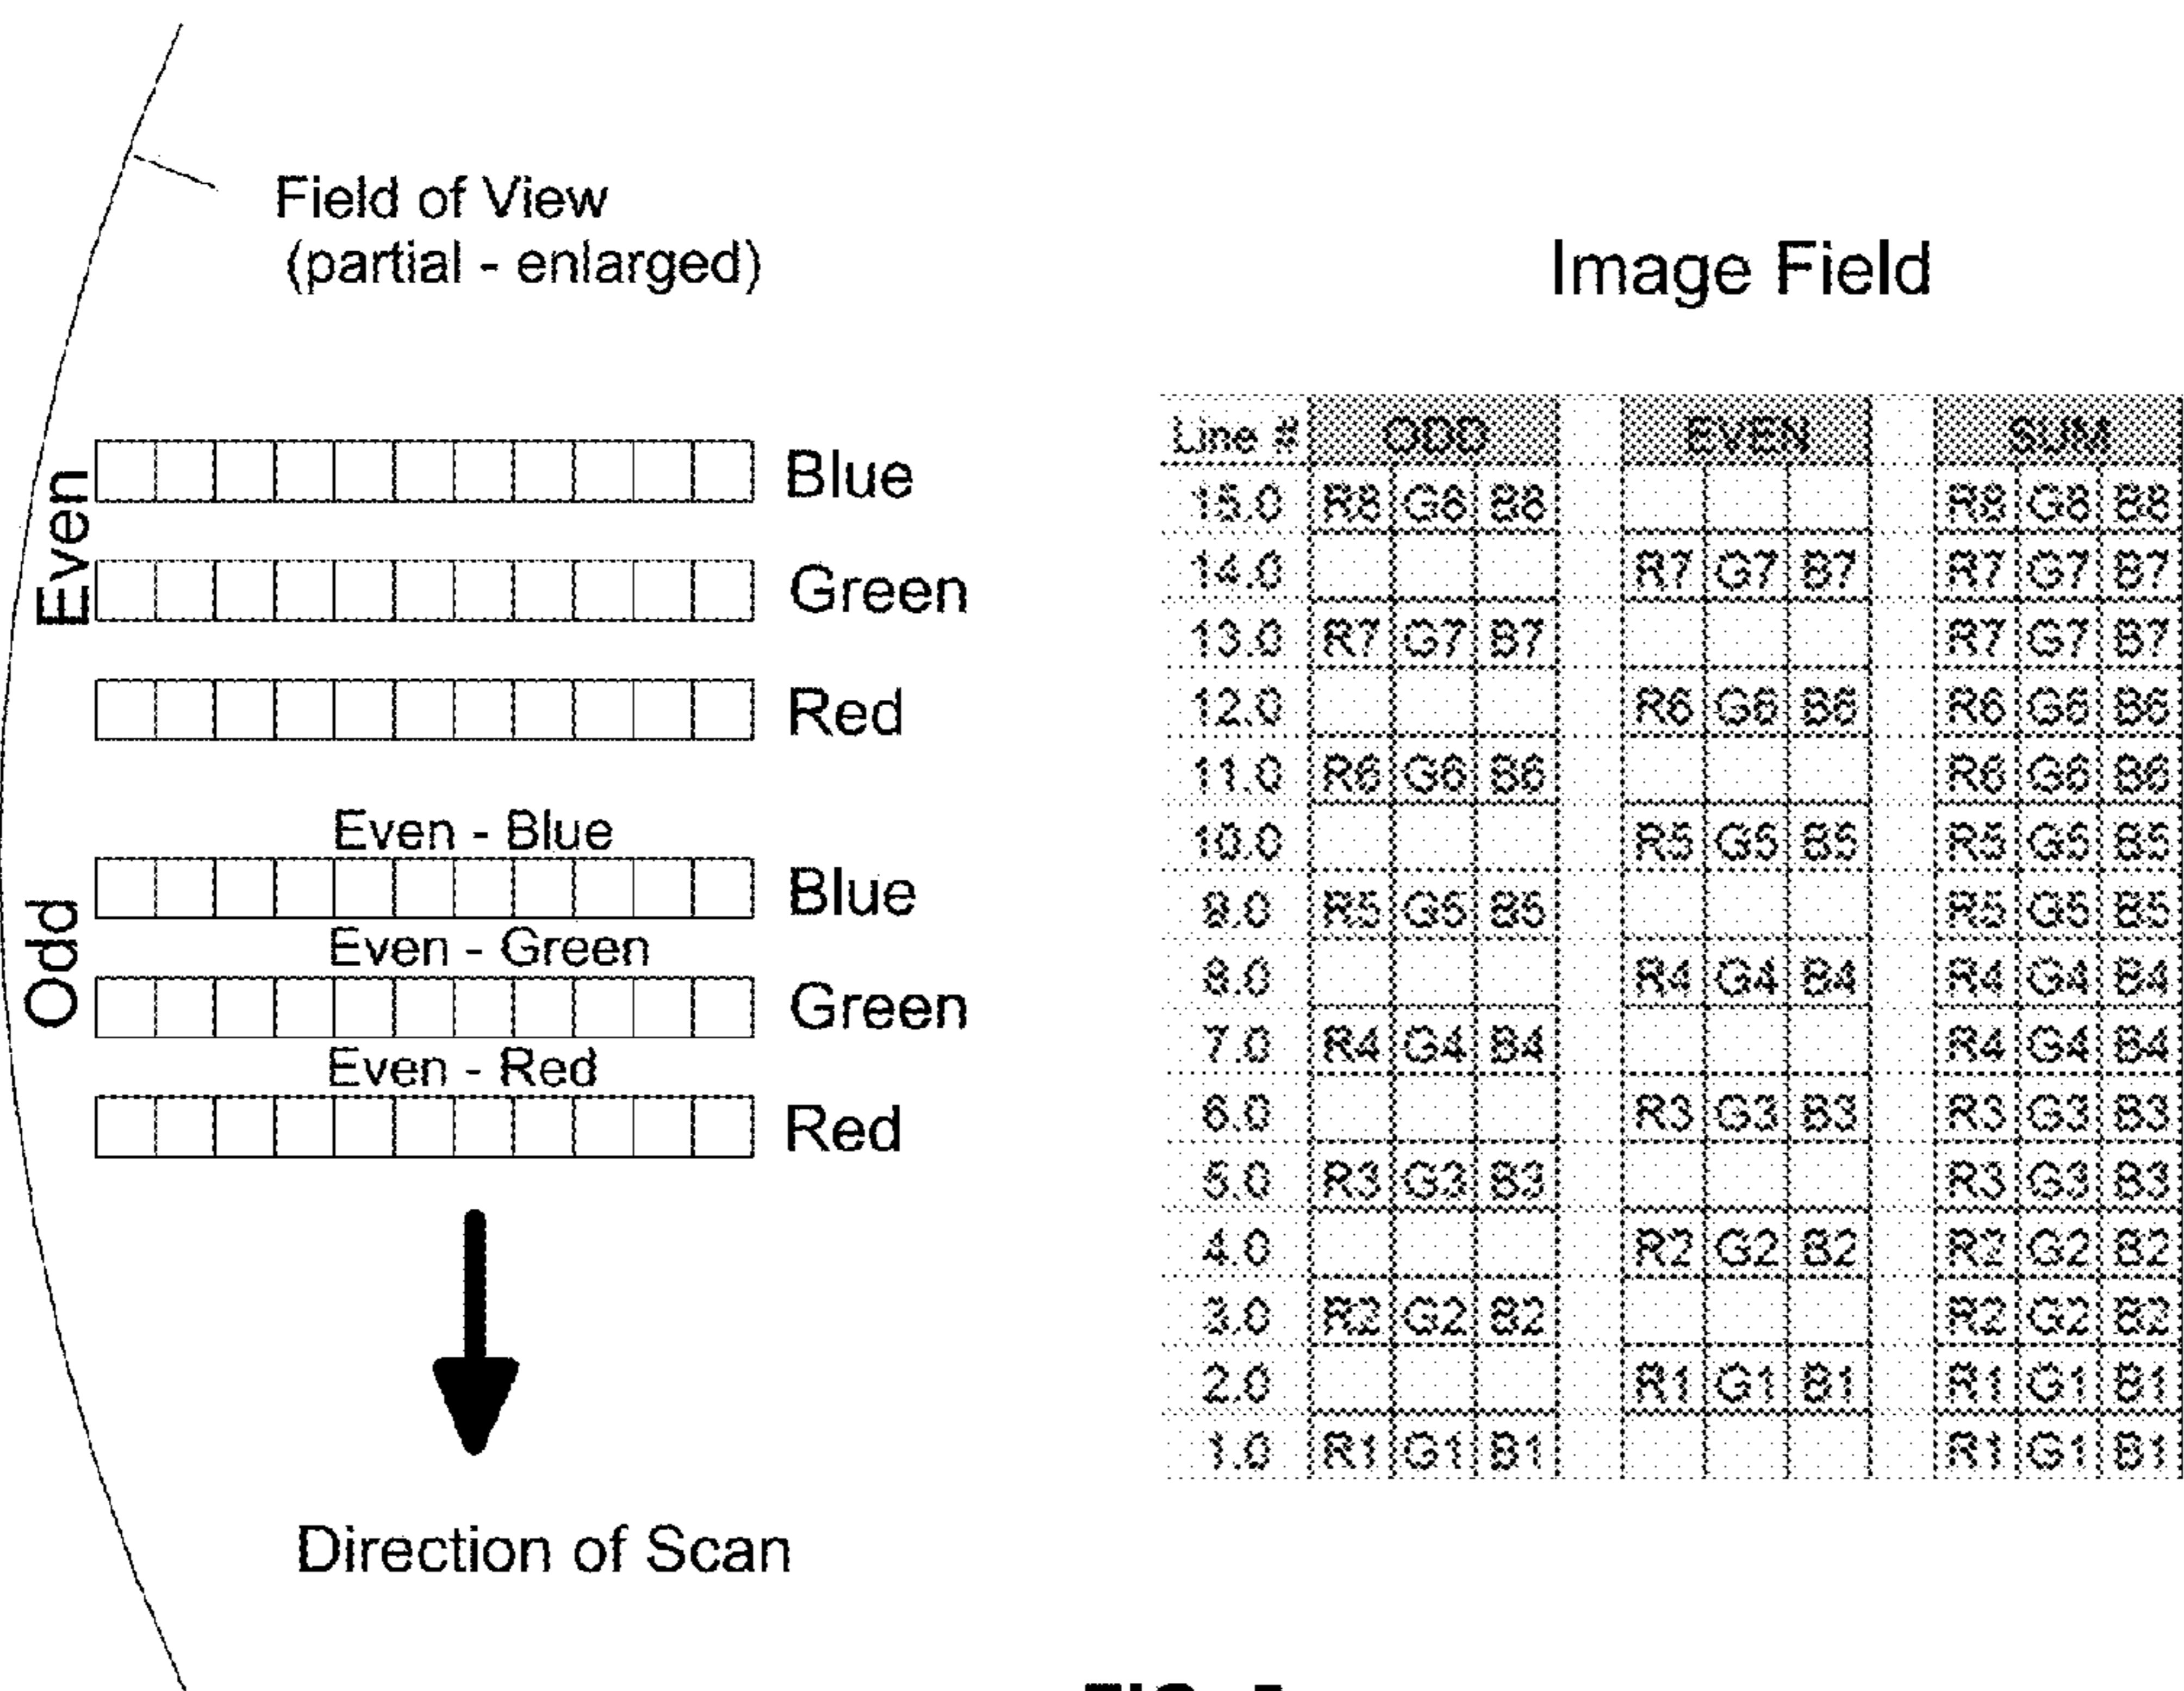 Field of View
(partial - enlarged)
Even
Blue
Green
Red
Odd
Even - Blue
Blue
Even - Green
Green
Even - Red
Red
Direction of Scan
Image Field
Line # ODD EVEN SUM
15.0 R8 G8 B8 R8 G8 B8
14.0 R7 G7 B7 R7 G7 B7
13.0 R7 G7 B7 R7 G7 B7
12.0 R6 G6 B6 R6 G6 B6
11.0 R6 G6 B6 R6 G6 B6
10.0 R5 G5 B5 R5 G5 B5
9.0 R5 G5 B5 R5 G5 B5
8.0 R4 G4 B4 R4 G4 B4
7.0 R4 G4 B4 R4 G4 B4
6.0 R3 G3 B3 R3 G3 B3
5.0 R3 G3 B3 R3 G3 B3
4.0 R2 G2 B2 R2 G2 B2
3.0 R2 G2 B2 R2 G2 B2
2.0 R1 G1 B1 R1 G1 B1
1.0 R1 G1 B1 R1 G1 B1